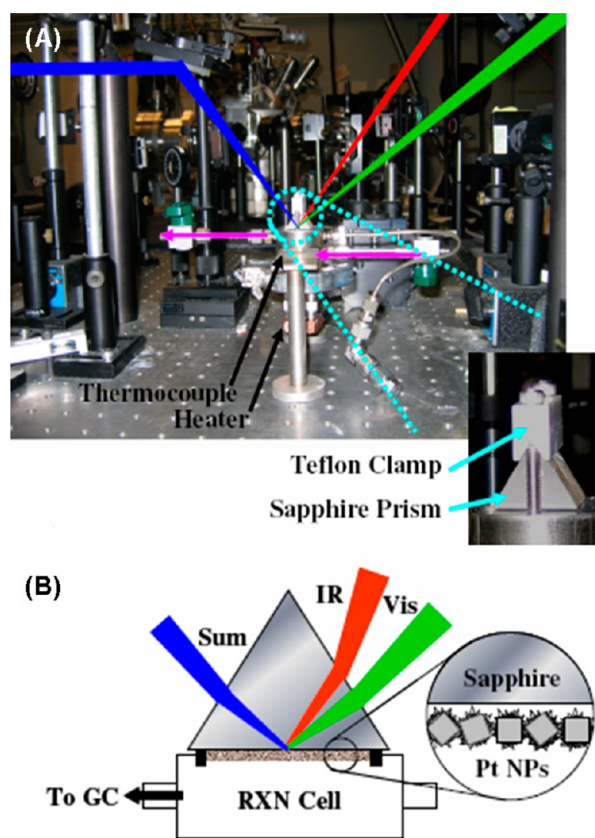 (A)
Thermocouple
Heater
Teflon Clamp
Sapphire Prism
(B)
IR
Vis
Sum
Sapphire
Pt NPs
To GC
RXN Cell